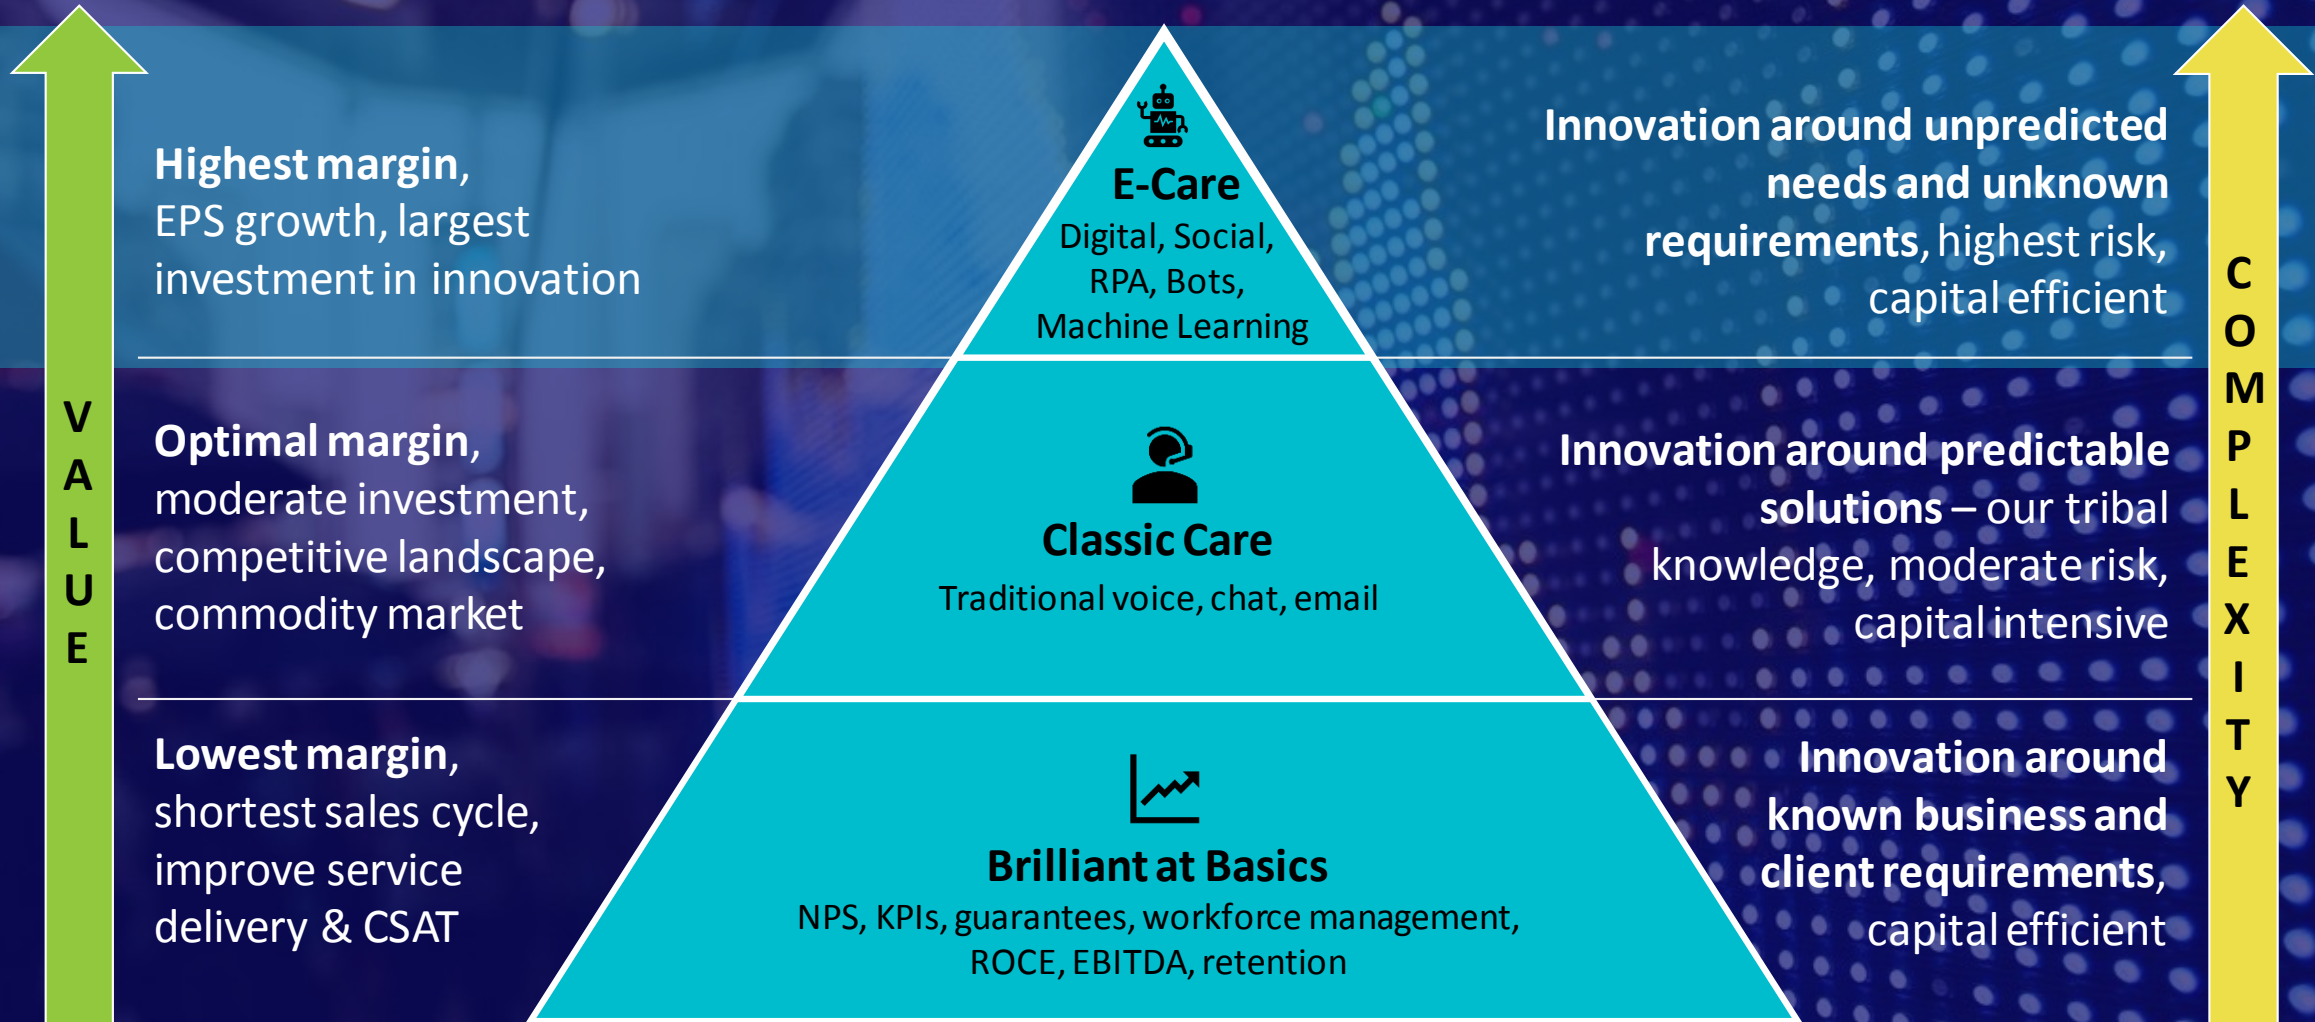 VALUE
Highest margin,
EPS growth, largest
investment in innovation
E-Care
Digital, Social,
RPA, Bots,
Machine Learning
Innovation around unpredicted
needs and unknown
requirements, highest risk,
capital efficient
Optimal margin,
moderate investment,
competitive landscape,
commodity market
Classic Care
Traditional voice, chat, email
Innovation around predictable
solutions – our tribal
knowledge, moderate risk,
capital intensive
Lowest margin,
shortest sales cycle,
improve service
delivery & CSAT
Brilliant at Basics
NPS, KPIs, guarantees, workforce management,
ROCE, EBITDA, retention
Innovation around
known business and
client requirements,
capital efficient
COMPLEXITY